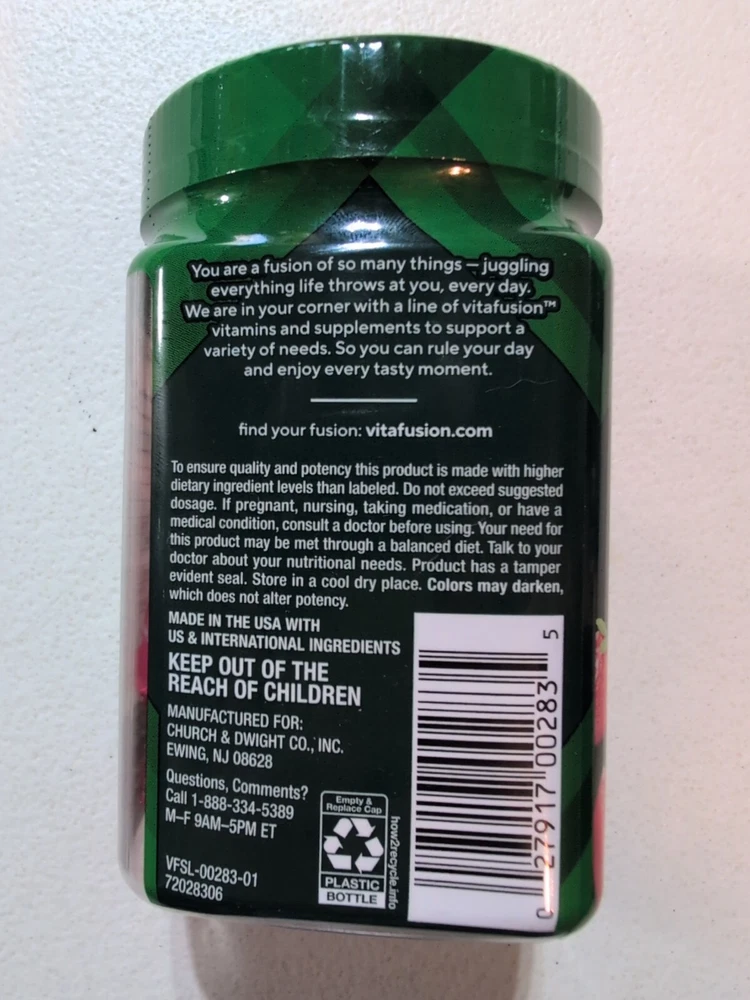 You are a fusion of so many things – juggling
everything life throws at you, every day.
We are in your corner with a line of vitafusion™
vitamins and supplements to support a
variety of needs. So you can rule your day
and enjoy every tasty moment.
find your fusion: vitafusion.com
To ensure quality and potency this product is made with higher
dietary ingredient levels than labeled. Do not exceed suggested
dosage. If pregnant, nursing, taking medication, or have a
medical condition, consult a doctor before using. Your need for
this product may be met through a balanced diet. Talk to your
doctor about your nutritional needs. Product has a tamper
evident seal. Store in a cool dry place. Colors may darken,
which does not alter potency.
MADE IN THE USA WITH
US & INTERNATIONAL INGREDIENTS
KEEP OUT OF THE
REACH OF CHILDREN
MANUFACTURED FOR:
CHURCH & DWIGHT CO., INC.
EWING, NJ 08628
Questions, Comments?
Call 1-888-334-5389
M–F 9AM–5PM ET
VFSL-00283-01
72028306
Empty &
Replace Cap
PLASTIC
BOTTLE
how2recycle.info
0 27917 00283 5